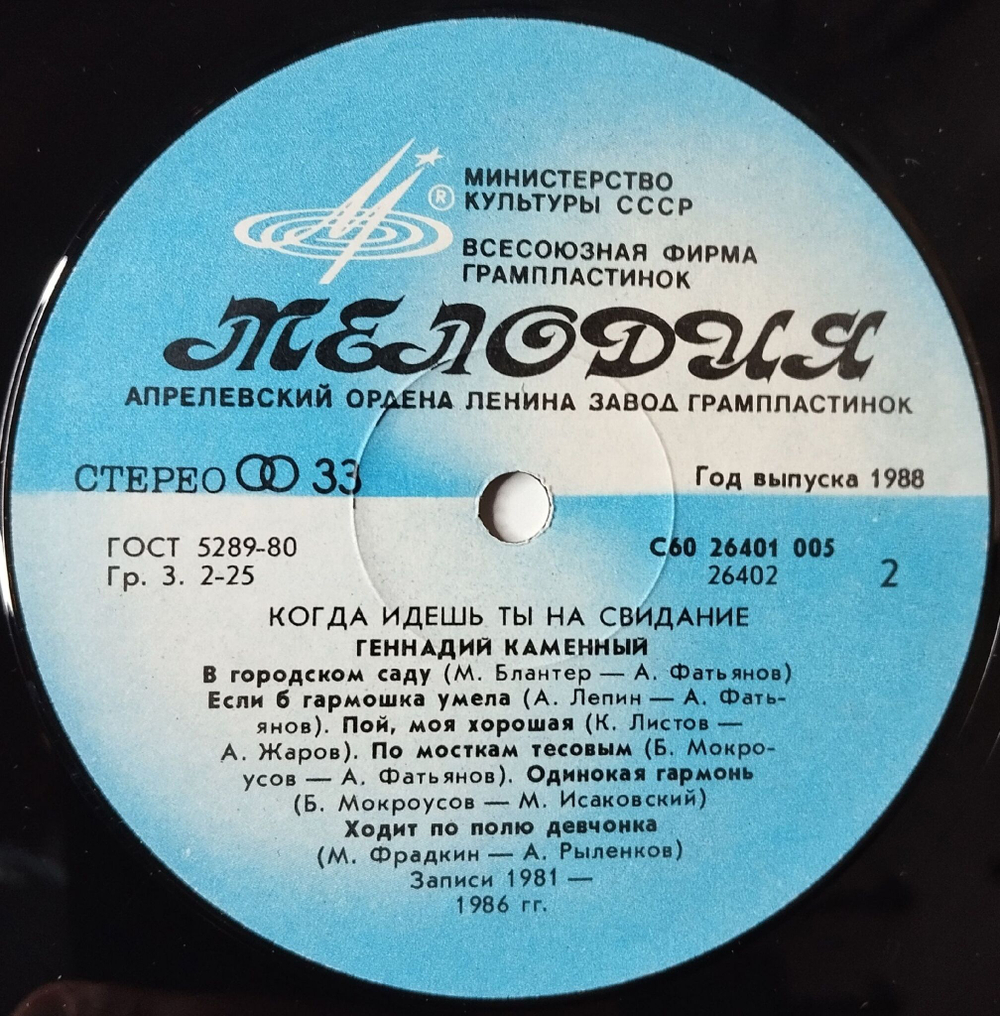 ®
МИНИСТЕРСТВО
КУЛЬТУРЫ СССР
ВСЕСОЮЗНАЯ ФИРМА
ГРАМПЛАСТИНОК
МЕЛОДИЯ
АПРЕЛЕВСКИЙ ОРДЕНА ЛЕНИНА ЗАВОД ГРАМПЛАСТИНОК
СТЕРЕО 33
Год выпуска 1988
ГОСТ 5289-80
Гр. 3. 2-25
С60 26401 005
26402
2
КОГДА ИДЕШЬ ТЫ НА СВИДАНИЕ
ГЕННАДИЙ КАМЕННЫЙ
В городском саду (М. Блантер — А. Фатьянов)
Если б гармошка умела (А. Лепин — А. Фать-
янов). Пой, моя хорошая (К. Листов —
А. Жаров). По мосткам тесовым (Б. Мокро-
усов — А. Фатьянов). Одинокая гармонь
(Б. Мокроусов — М. Исаковский)
Ходит по полю девчонка
(М. Фрадкин — А. Рыленков)
Записи 1981 —
1986 гг.